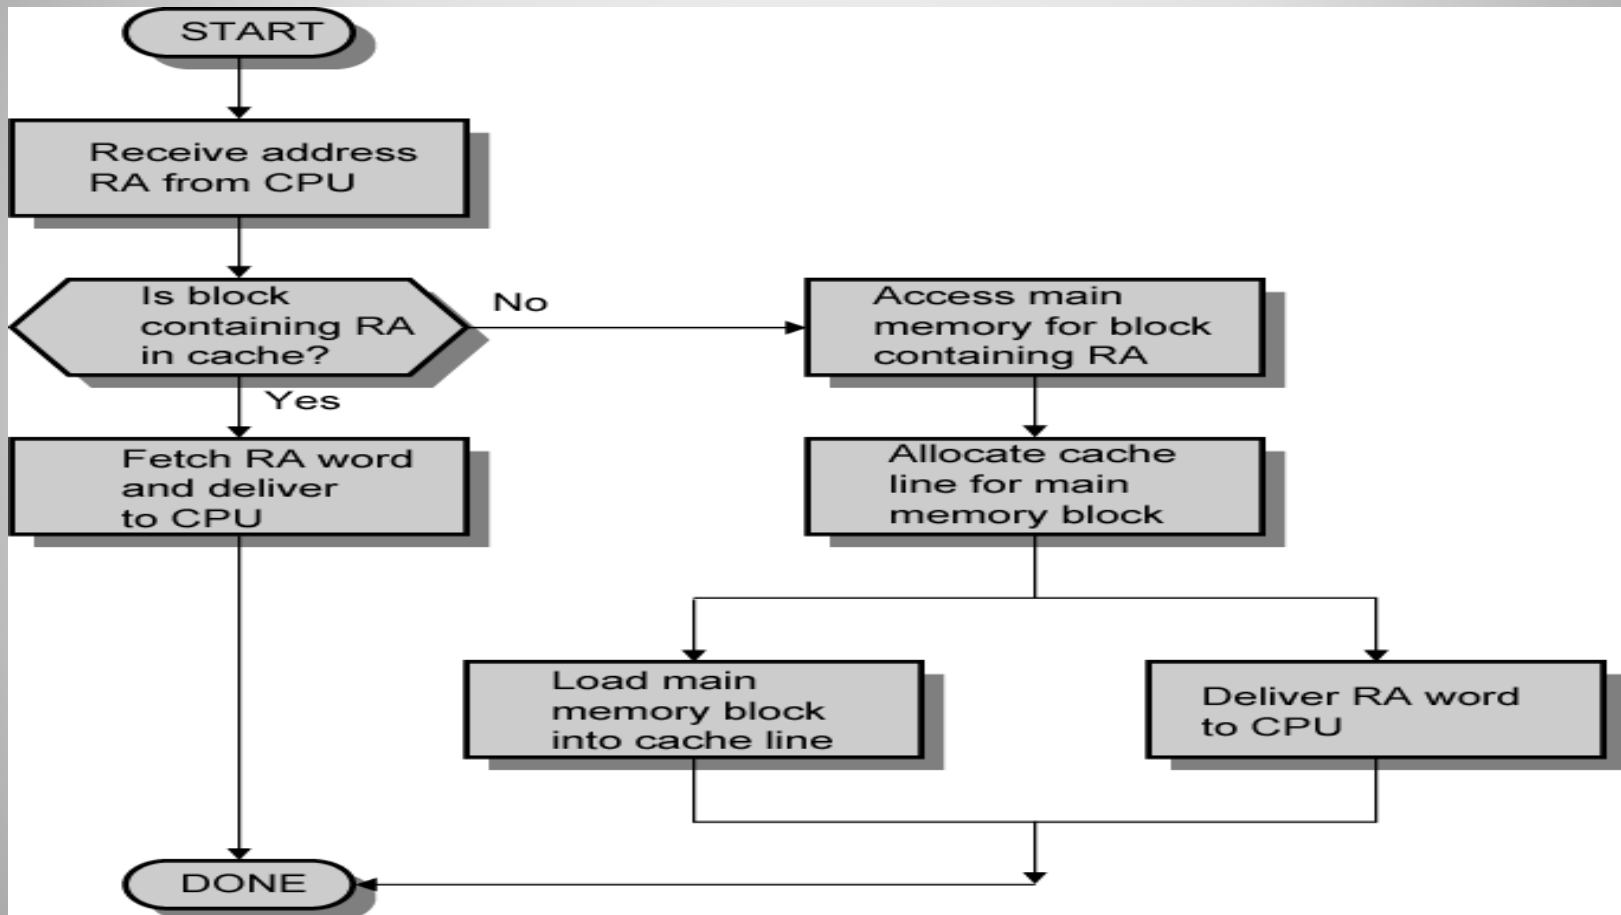 START
Receive address
RA from CPU
Is block
containing RA
in cache?
No
Yes
Access main
memory for block
containing RA
Fetch RA word
and deliver
to CPU
Allocate cache
line for main
memory block
Load main
memory block
into cache line
Deliver RA word
to CPU
DONE